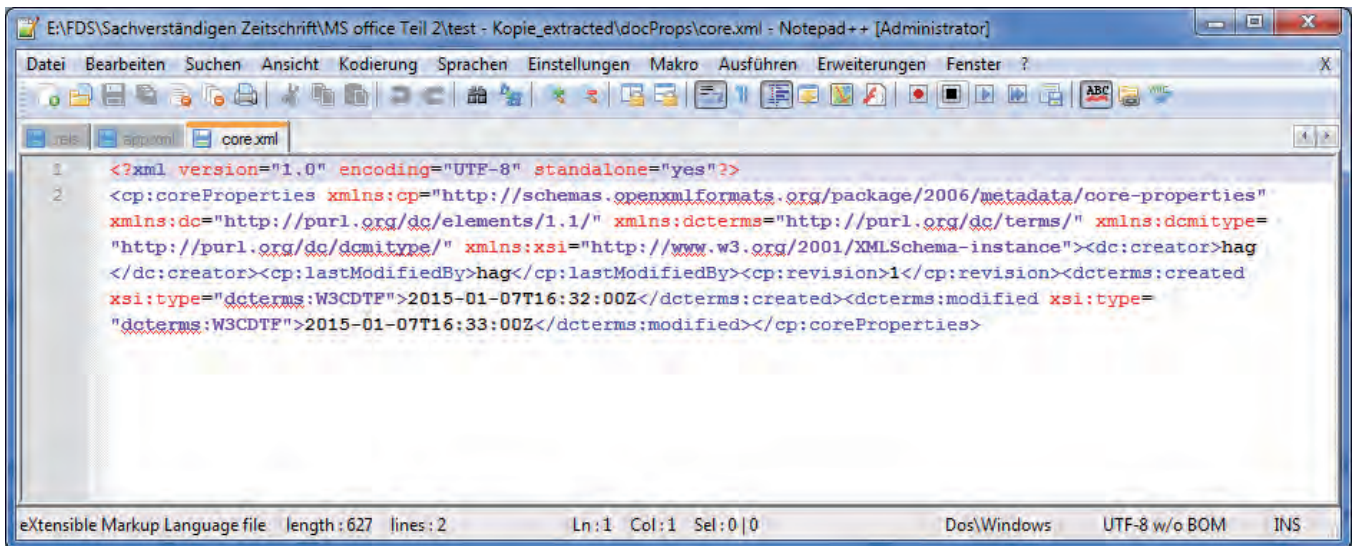 E:\FDS\Sachverständigen Zeitschrift\MS office Teil 2\test - Kopie_extracted\docProps\core.xml - Notepad++ [Administrator]
Datei Bearbeiten Suchen Ansicht Kodierung Sprachen Einstellungen Makro Ausführen Erweiterungen Fenster ? X
.rels app.xml core.xml
1 <?xml version="1.0" encoding="UTF-8" standalone="yes"?>
2 <cp:coreProperties xmlns:cp="http://schemas.openxmlformats.org/package/2006/metadata/core-properties"
xmlns:dc="http://purl.org/dc/elements/1.1/" xmlns:dcterms="http://purl.org/dc/terms/" xmlns:dcmitype=
"http://purl.org/dc/dcmitype/" xmlns:xsi="http://www.w3.org/2001/XMLSchema-instance"><dc:creator>hag
</dc:creator><cp:lastModifiedBy>hag</cp:lastModifiedBy><cp:revision>1</cp:revision><dcterms:created
xsi:type="dcterms:W3CDTF">2015-01-07T16:32:00Z</dcterms:created><dcterms:modified xsi:type=
"dcterms:W3CDTF">2015-01-07T16:33:00Z</dcterms:modified></cp:coreProperties>
eXtensible Markup Language file length : 627 lines : 2 Ln : 1 Col : 1 Sel : 0 | 0 Dos\Windows UTF-8 w/o BOM INS